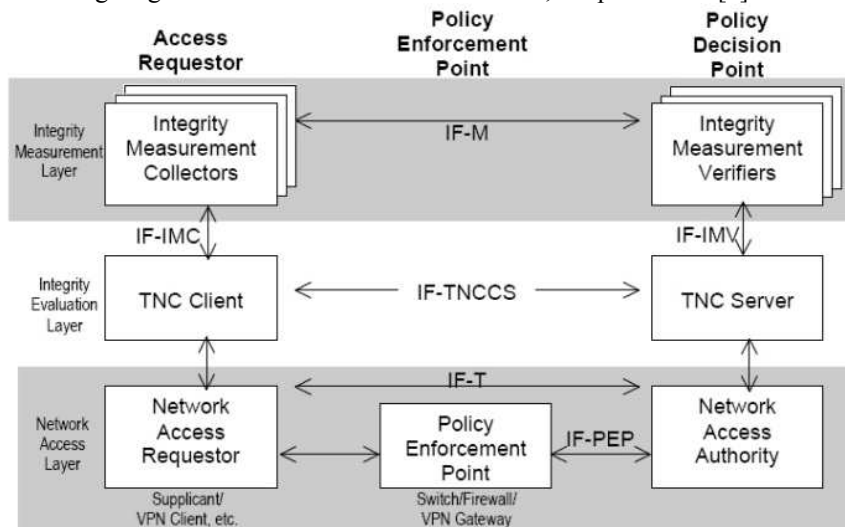 Access
Requestor
Policy
Enforcement
Point
Policy
Decision
Point
Integrity
Measurement
Layer
Integrity
Measurement
Collectors
IF-M
Integrity
Measurement
Verifiers
IF-IMC
IF-IMV
Integrity
Evaluation
Layer
TNC Client
IF-TNCCS
TNC Server
IF-T
Network
Access
Layer
Network
Access
Requestor
Policy
Enforcement
Point
IF-PEP
Network
Access
Authority
Supplicant/
VPN Client, etc.
Switch/Firewall/
VPN Gateway